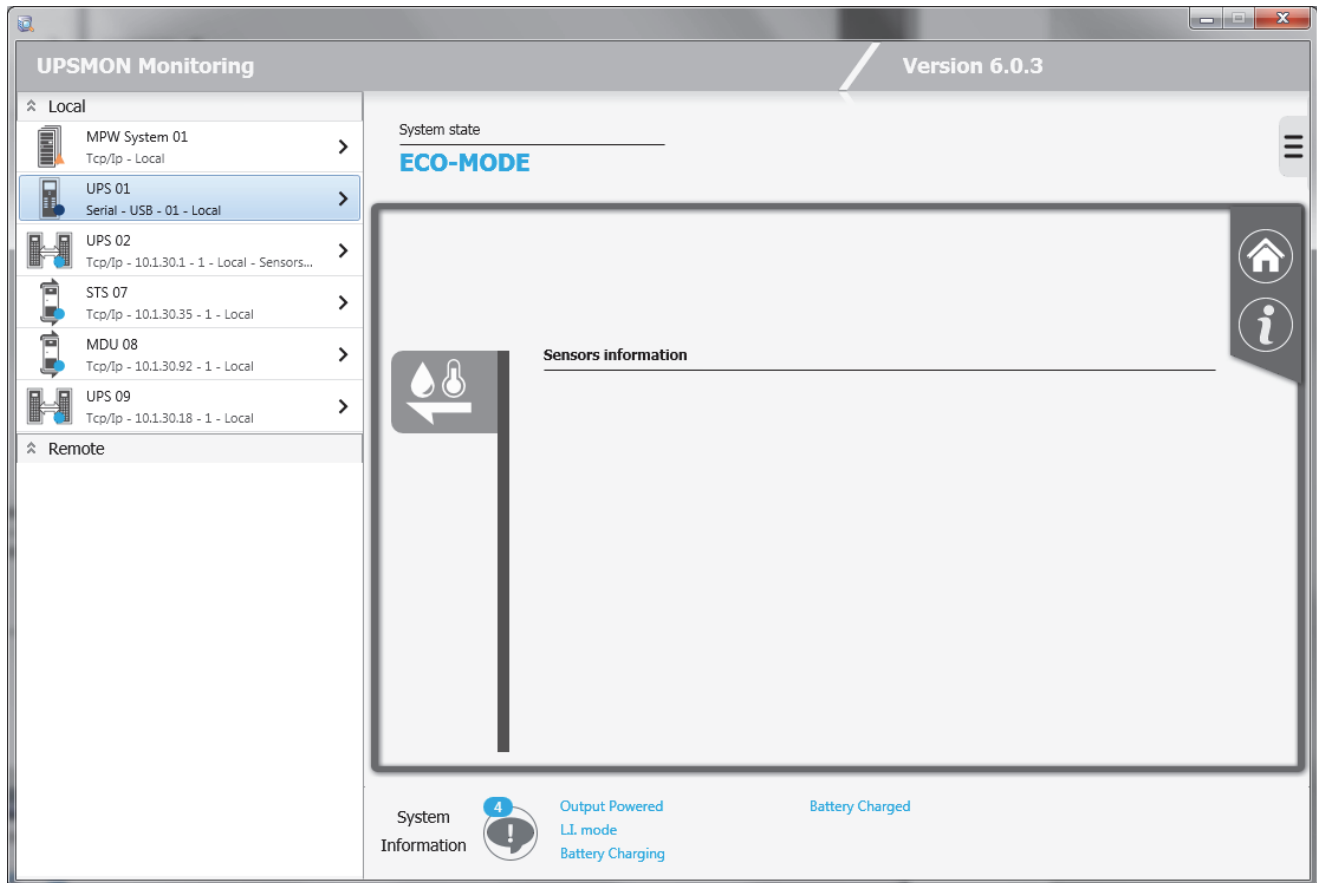 UPSMON Monitoring
Version 6.0.3
Local
MPW System 01
Tcp/Ip - Local
UPS 01
Serial - USB - 01 - Local
UPS 02
Tcp/Ip - 10.1.30.1 - 1 - Local - Sensors...
STS 07
Tcp/Ip - 10.1.30.35 - 1 - Local
MDU 08
Tcp/Ip - 10.1.30.92 - 1 - Local
UPS 09
Tcp/Ip - 10.1.30.18 - 1 - Local
Remote
System state
ECO-MODE
Sensors information
System
Information
4
Output Powered
L.I. mode
Battery Charging
Battery Charged